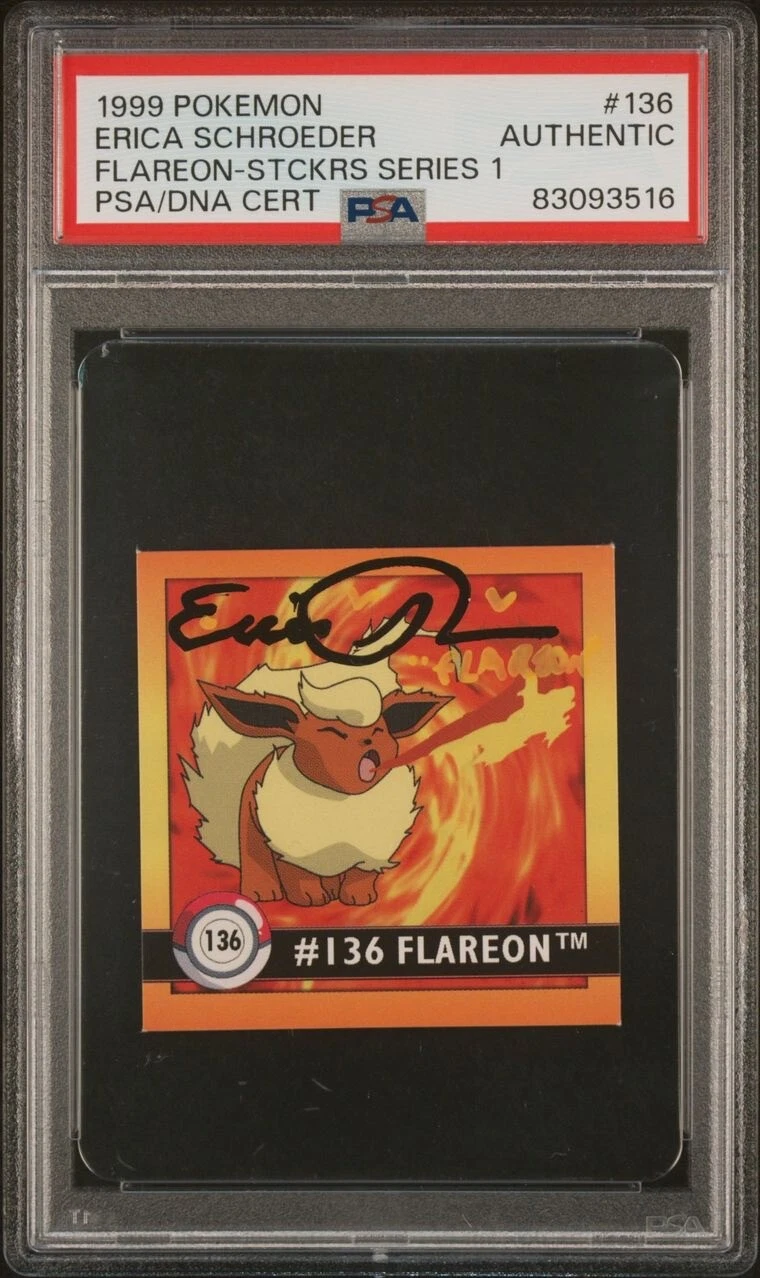 1999 POKEMON #136
ERICA SCHROEDER AUTHENTIC
FLAREON-STCKRS SERIES 1
PSA/DNA CERT PSA 83093516
Erica
FLAREON
136 #136 FLAREON™
PSA